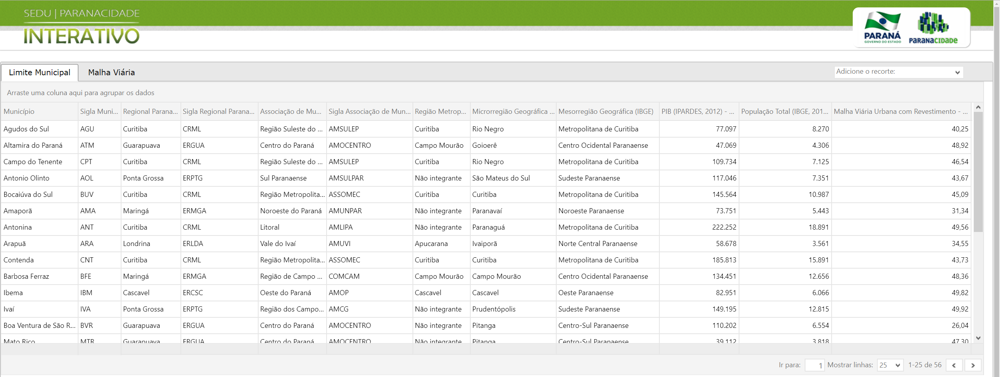 SEDU | PARANACIDADE
INTERATIVO
PARANÁ
GOVERNO DO ESTADO
PARANACIDADE
Limite Municipal Malha Viária Adicione o recorte:
Arraste uma coluna aqui para agrupar os dados
Município Sigla Muni... Regional Parana... Sigla Regional Parana... Associação de Mu... Sigla Associação de Mun... Região Metrop... Microrregião Geográfica ... Mesorregião Geográfica (IBGE) PIB (IPARDES, 2012) - ... População Total (IBGE, 201... Malha Viária Urbana com Revestimento - ...
Agudos do Sul AGU Curitiba CRML Região Suleste do ... AMSULEP Curitiba Rio Negro Metropolitana de Curitiba 77.097 8.270 40,25
Altamira do Paraná ATM Guarapuava ERGUA Centro do Paraná AMOCENTRO Campo Mourão Goioerê Centro Ocidental Paranaense 47.069 4.306 48,92
Campo do Tenente CPT Curitiba CRML Região Suleste do ... AMSULEP Curitiba Rio Negro Metropolitana de Curitiba 109.734 7.125 46,54
Antonio Olinto AOL Ponta Grossa ERPTG Sul Paranaense AMSULPAR Não integrante São Mateus do Sul Sudeste Paranaense 117.046 7.351 43,67
Bocaiúva do Sul BUV Curitiba CRML Região Metropolita... ASSOMEC Curitiba Curitiba Metropolitana de Curitiba 145.564 10.987 45,09
Amaporã AMA Maringá ERMGA Noroeste do Paraná AMUNPAR Não integrante Paranavaí Noroeste Paranaense 73.751 5.443 31,34
Antonina ANT Curitiba CRML Litoral AMLIPA Não integrante Paranaguá Metropolitana de Curitiba 222.252 18.891 49,56
Arapuã ARA Londrina ERLDA Vale do Ivaí AMUVI Apucarana Ivaiporã Norte Central Paranaense 58.678 3.561 34,55
Contenda CNT Curitiba CRML Região Metropolita... ASSOMEC Curitiba Curitiba Metropolitana de Curitiba 185.813 15.891 43,73
Barbosa Ferraz BFE Maringá ERMGA Região de Campo ... COMCAM Campo Mourão Campo Mourão Centro Ocidental Paranaense 134.451 12.656 48,36
Ibema IBM Cascavel ERCSC Oeste do Paraná AMOP Cascavel Cascavel Oeste Paranaense 82.951 6.066 49,82
Ivaí IVA Ponta Grossa ERPTG Região dos Campo... AMCG Não integrante Prudentópolis Sudeste Paranaense 149.195 12.815 49,92
Boa Ventura de São R... BVR Guarapuava ERGUA Centro do Paraná AMOCENTRO Não integrante Pitanga Centro-Sul Paranaense 110.202 6.554 26,04
Mato Rico MTR Guarapuava ERGUA Centro do Paraná AMOCENTRO Não integrante Pitanga Centro-Sul Paranaense 39.112 3.818 47,30
Ir para: 1 Mostrar linhas: 25 1-25 de 56